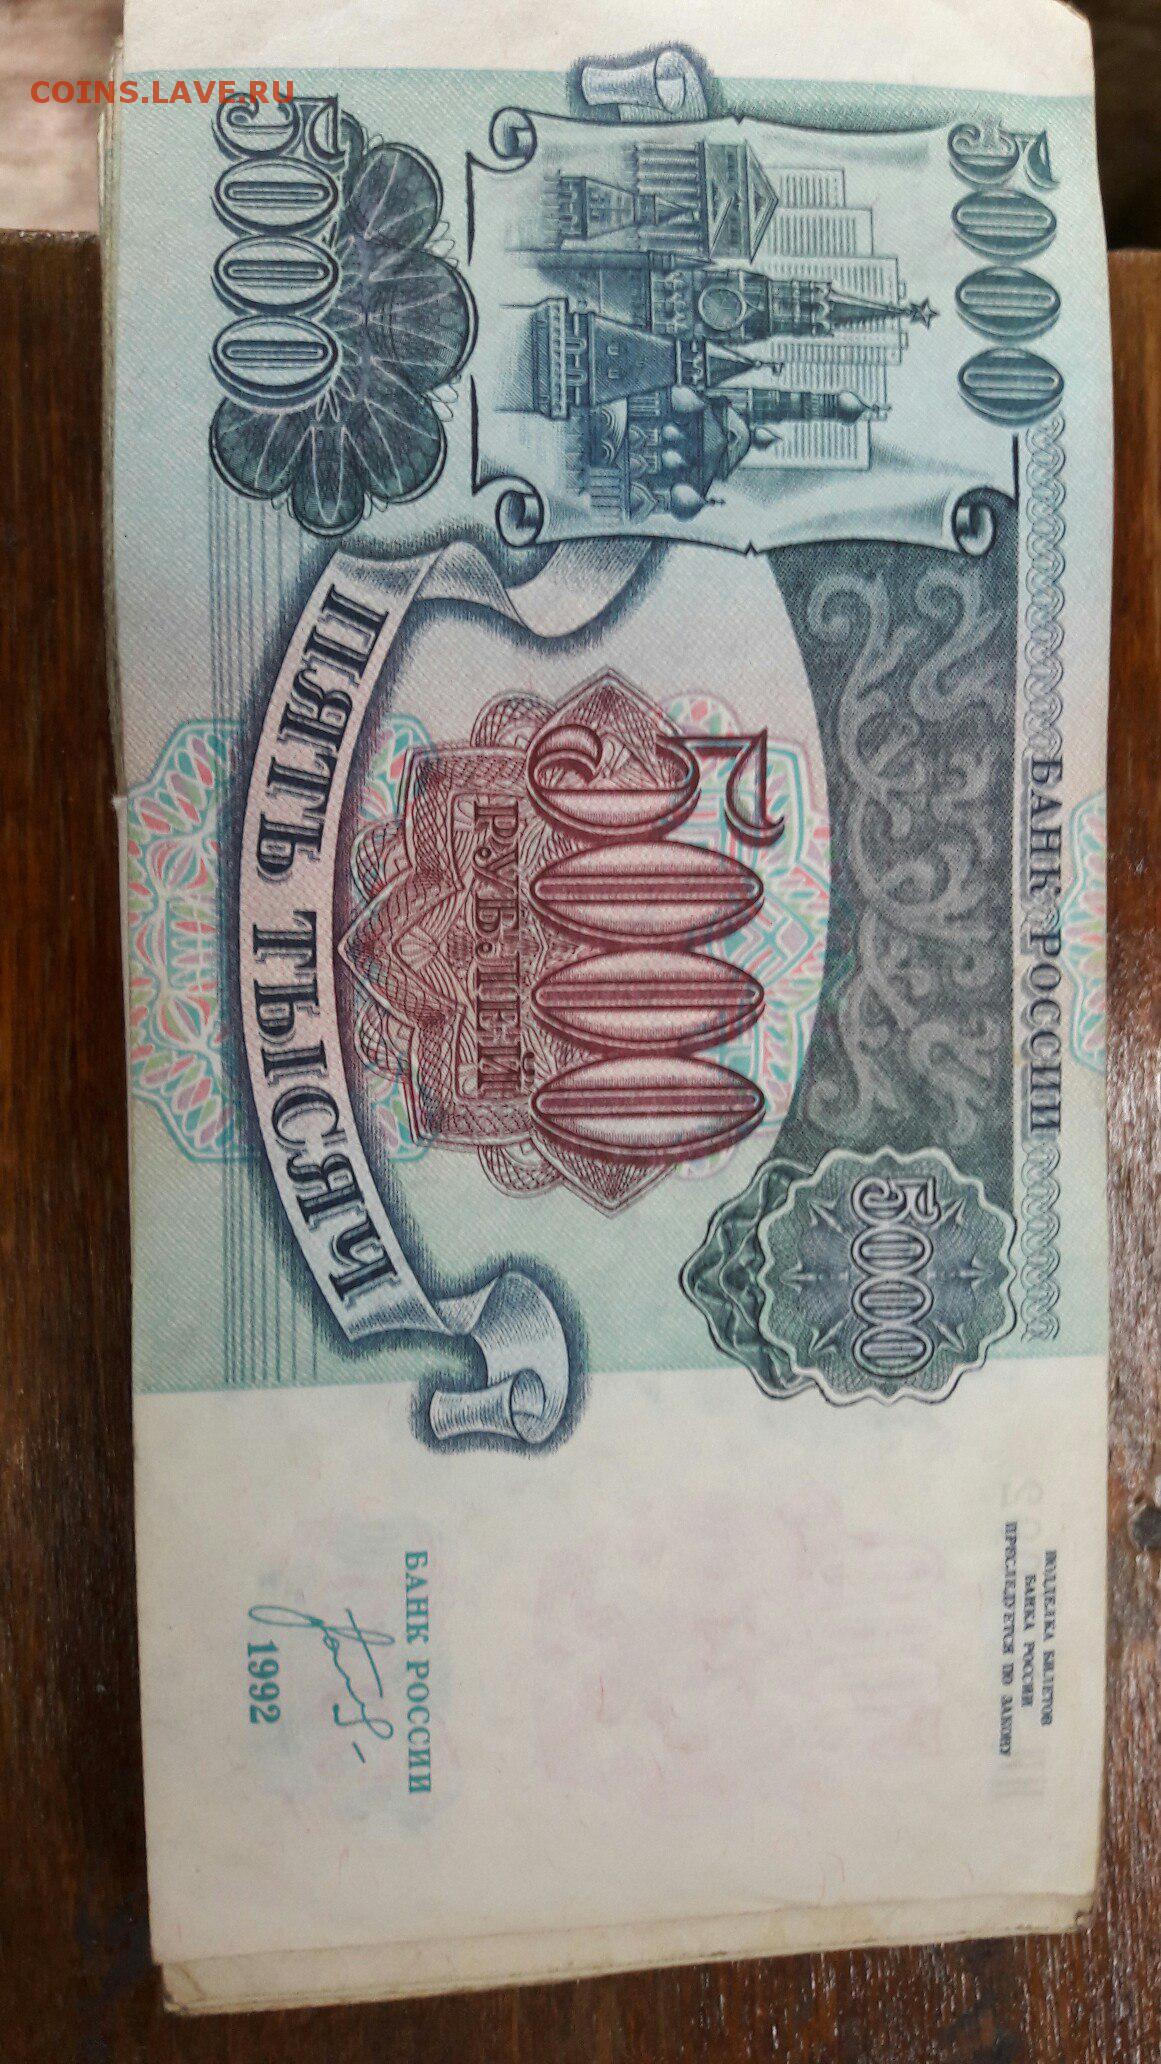 COINS.LAVE.RU
5000 БАНК РОССИИ
5000
5000
РУБЛЕЙ
5000
ПЯТЬ ТЫСЯЧ
ПОДДЕЛКА БИЛЕТОВ
БАНКА РОССИИ
ПРЕСЛЕДУЕТСЯ ПО ЗАКОНУ
БАНК РОССИИ
1992